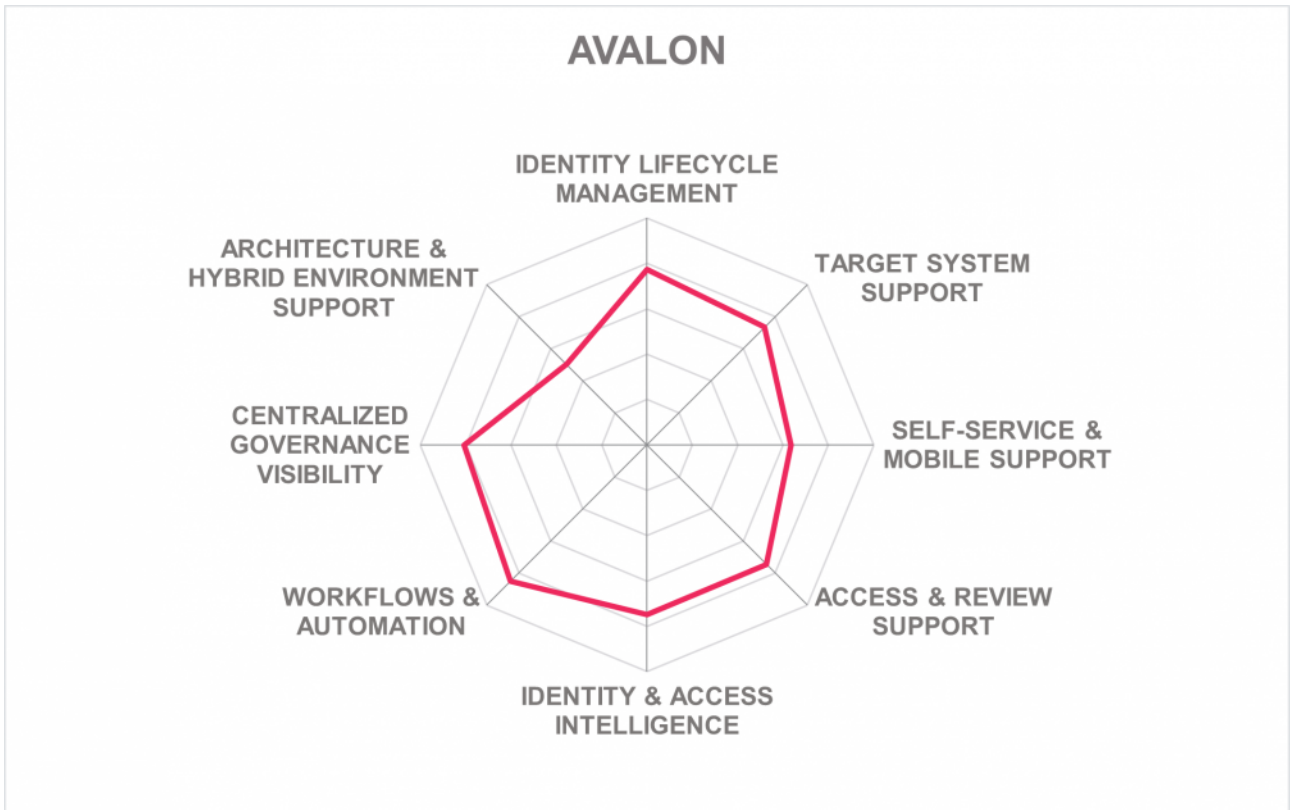 AVALON
IDENTITY LIFECYCLE
MANAGEMENT
ARCHITECTURE &
HYBRID ENVIRONMENT
SUPPORT
TARGET SYSTEM
SUPPORT
CENTRALIZED
GOVERNANCE
VISIBILITY
SELF-SERVICE &
MOBILE SUPPORT
WORKFLOWS &
AUTOMATION
ACCESS & REVIEW
SUPPORT
IDENTITY & ACCESS
INTELLIGENCE